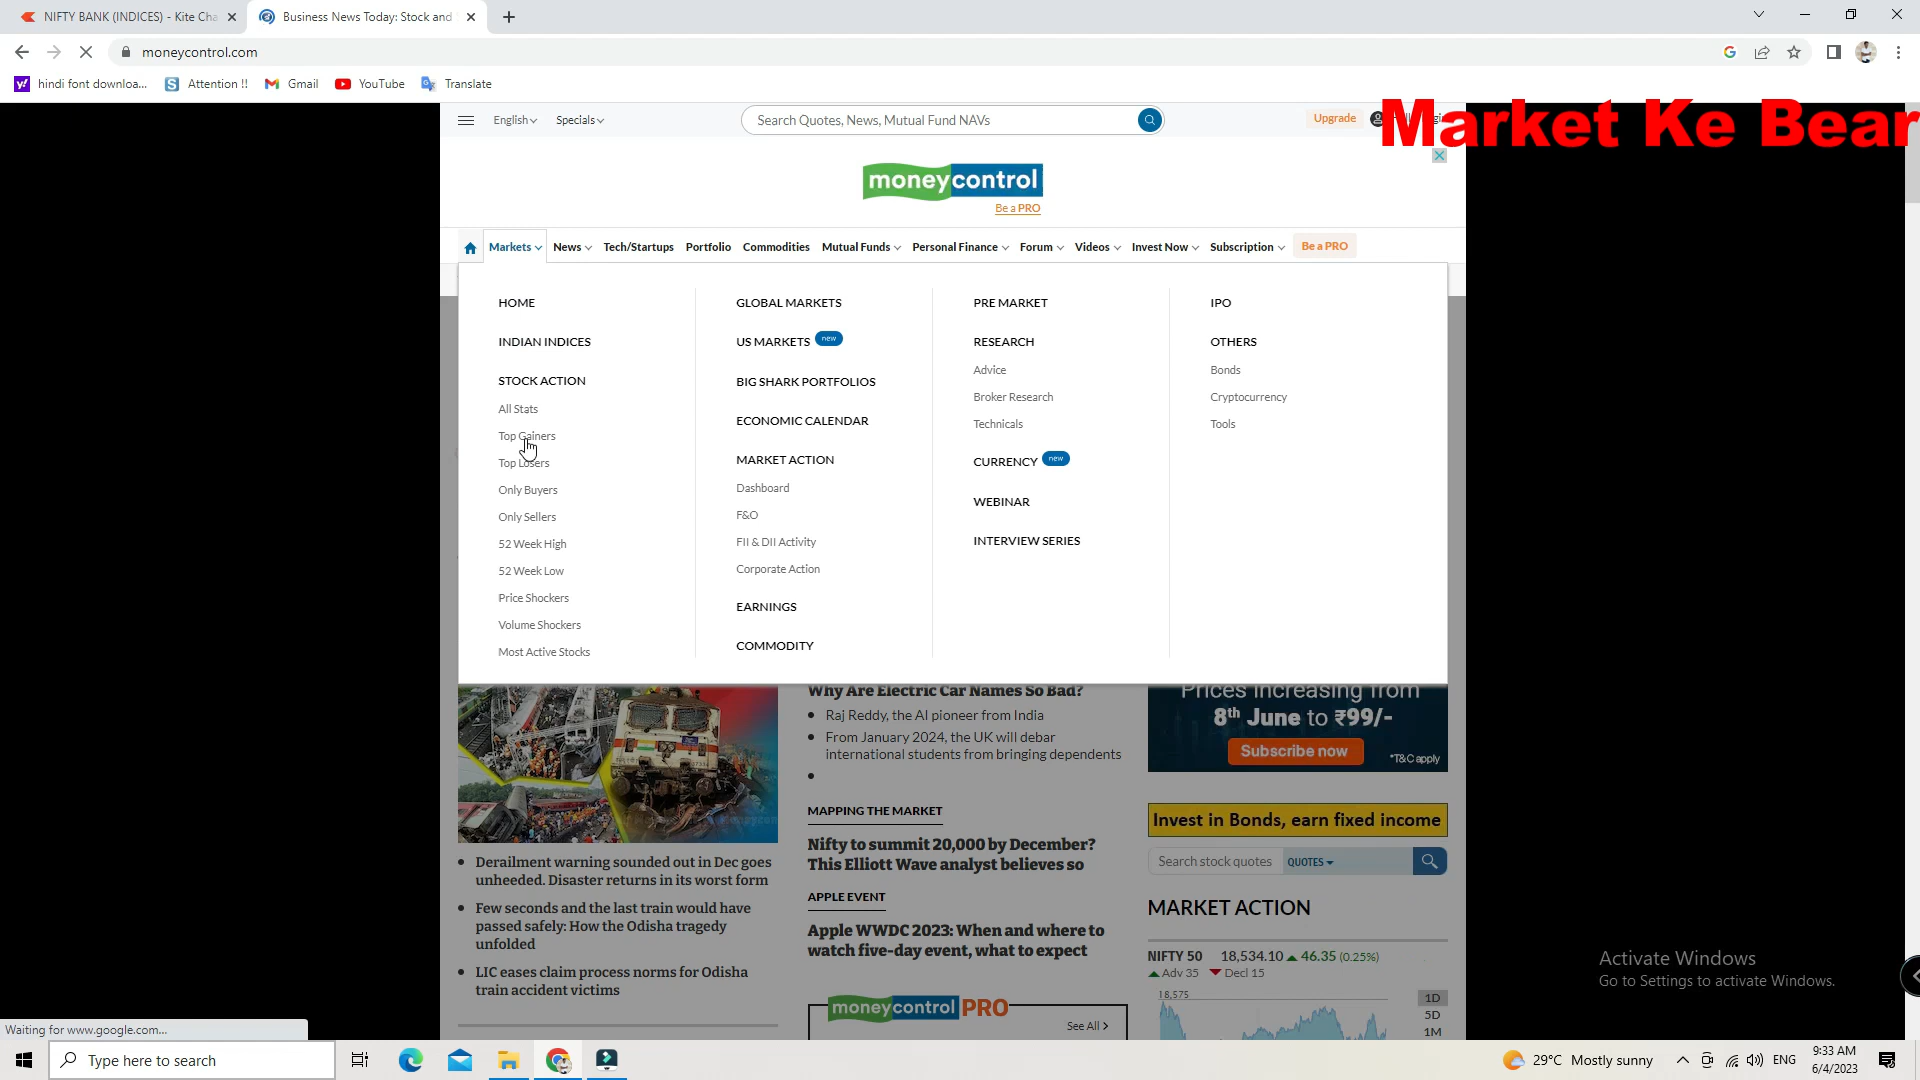 NIFTY BANK (INDICES) - Kite Cha
Business News Today: Stock and
moneycontrol.com
hindi font downloa...
Attention !!
Gmail
YouTube
Translate
English
Specials
Search Quotes, News, Mutual Fund NAVs
Upgrade
Market Ke Bear
moneycontrol
Be a PRO
Markets
News
Tech/Startups
Portfolio
Commodities
Mutual Funds
Personal Finance
Forum
Videos
Invest Now
Subscription
Be a PRO
HOME
INDIAN INDICES
STOCK ACTION
All Stats
Top Gainers
Top Losers
Only Buyers
Only Sellers
52 Week High
52 Week Low
Price Shockers
Volume Shockers
Most Active Stocks
GLOBAL MARKETS
US MARKETS new
BIG SHARK PORTFOLIOS
ECONOMIC CALENDAR
MARKET ACTION
Dashboard
F&O
FII & DII Activity
Corporate Action
EARNINGS
COMMODITY
PRE MARKET
RESEARCH
Advice
Broker Research
Technicals
CURRENCY new
WEBINAR
INTERVIEW SERIES
IPO
OTHERS
Bonds
Cryptocurrency
Tools
Derailment warning sounded out in Dec goes
unheeded. Disaster returns in its worst form
Few seconds and the last train would have
passed safely: How the Odisha tragedy
unfolded
LIC eases claim process norms for Odisha
train accident victims
Why Are Electric Car Names So Bad?
Raj Reddy, the AI pioneer from India
From January 2024, the UK will debar
international students from bringing dependents
MAPPING THE MARKET
Nifty to summit 20,000 by December?
This Elliott Wave analyst believes so
APPLE EVENT
Apple WWDC 2023: When and where to
watch five-day event, what to expect
moneycontrol PRO
See All >
Prices increasing from
8th June to ₹99/-
Subscribe now
*T&C apply
Invest in Bonds, earn fixed income
Search stock quotes
QUOTES
MARKET ACTION
NIFTY 50 18,534.10 46.35 (0.25%)
Adv 35 Decl 15
18,575
1D
5D
1M
Activate Windows
Go to Settings to activate Windows.
Waiting for www.google.com...
Type here to search
29°C Mostly sunny
ENG
9:33 AM
6/4/2023